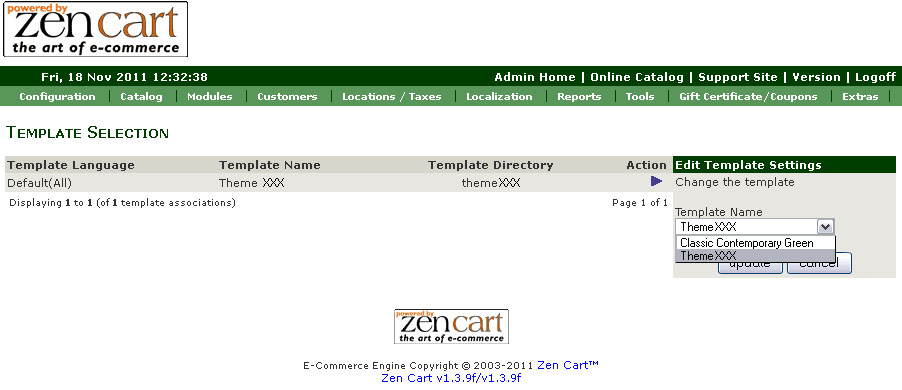 powered by
zen cart
the art of e-commerce
Fri, 18 Nov 2011 12:32:38
Admin Home | Online Catalog | Support Site | Version | Logoff
Configuration | Catalog | Modules | Customers | Locations / Taxes | Localization | Reports | Tools | Gift Certificate/Coupons | Extras
Template Selection
Template Language Template Name Template Directory Action
Default(All) Theme XXX themeXXX
Displaying 1 to 1 (of 1 template associations) Page 1 of 1
Edit Template Settings
Change the template
Template Name
ThemeXXX
Classic Contemporary Green
ThemeXXX
update cancel
powered by
zen cart
the art of e-commerce
E-Commerce Engine Copyright © 2003-2011 Zen Cart™
Zen Cart v1.3.9f/v1.3.9f